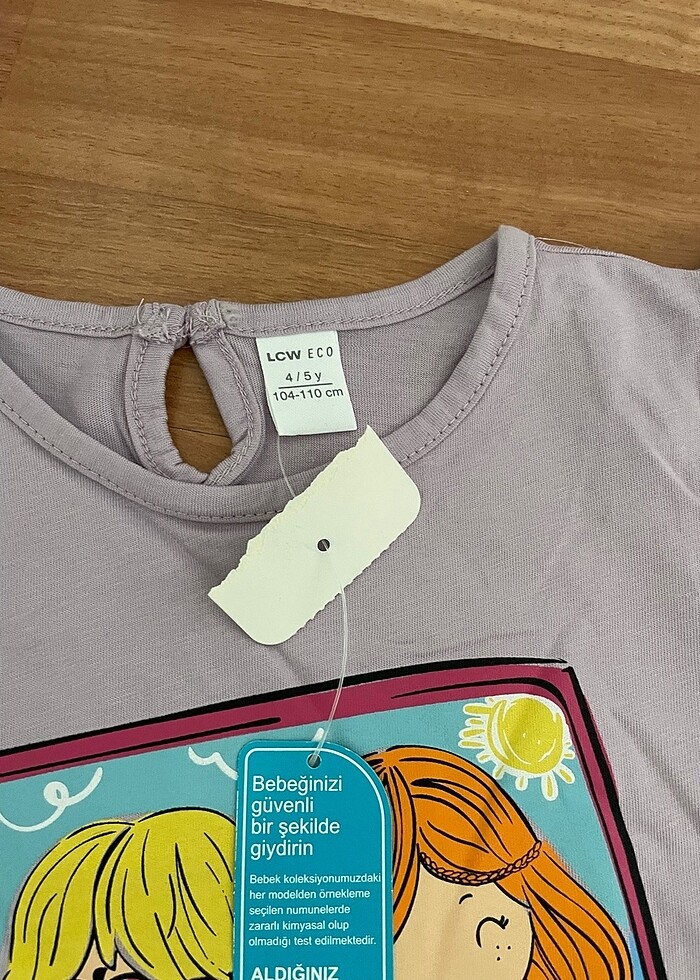 LCW ECO
4/5 y
104-110 cm
Bebeğinizi
güvenli
bir şekilde
giydirin
Bebek koleksiyonumuzdaki
her modelden örnekleme
seçilen numunelerde
zararlı kimyasal olup
olmadığı test edilmektedir.
ALDIĞINIZ